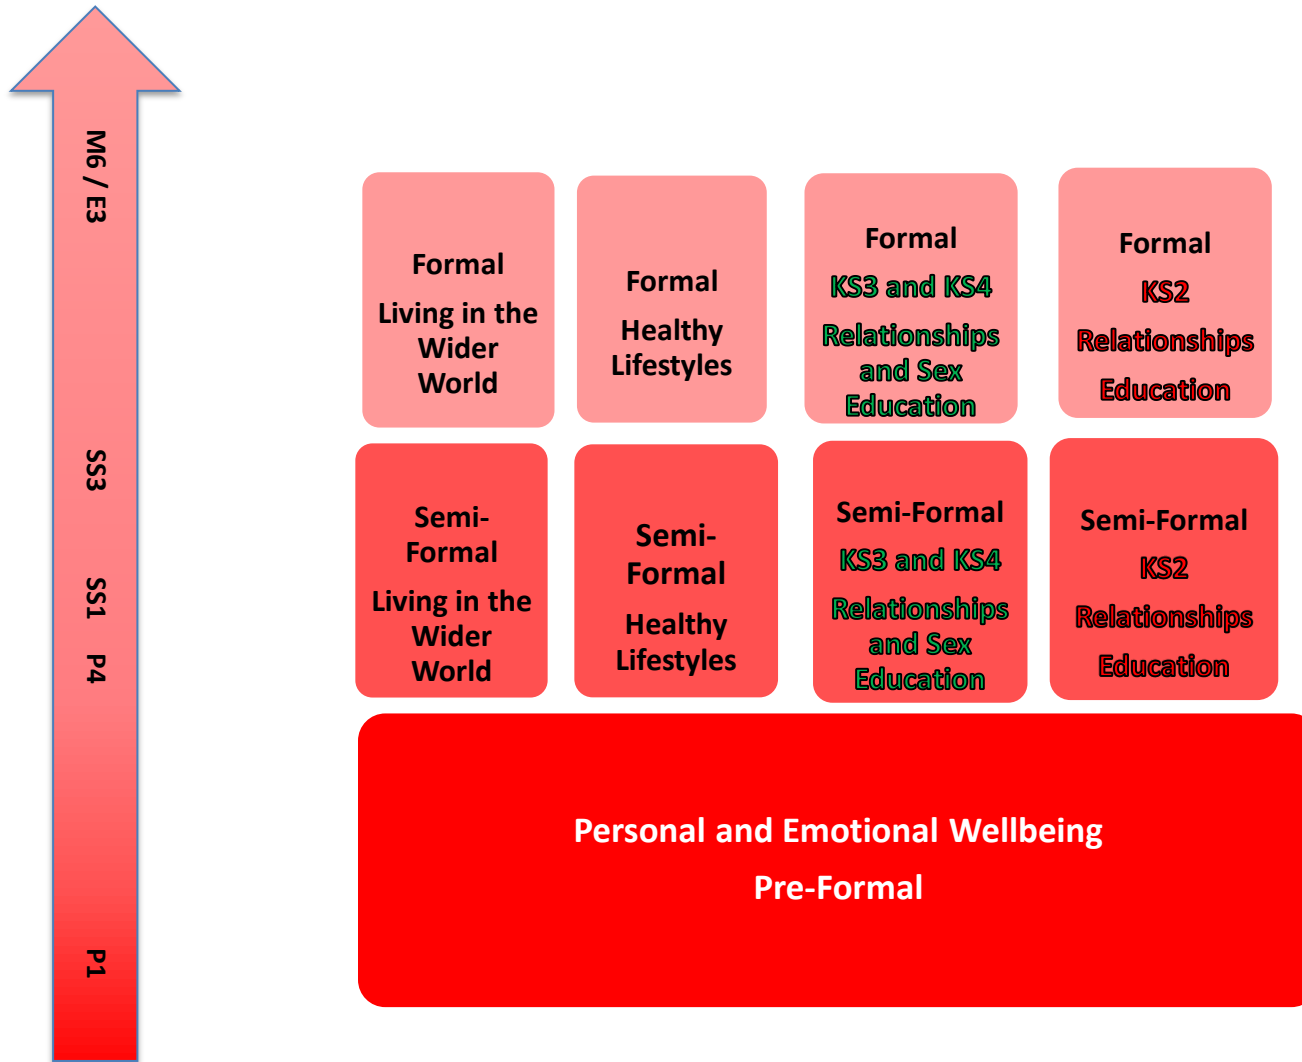 M6 / E3
SS3
SS1
P4
P1
Formal
Living in the
Wider
World
Formal
Healthy
Lifestyles
Formal
KS3 and KS4
Relationships
and Sex
Education
Formal
KS2
Relationships
Education
Semi-
Formal
Living in the
Wider
World
Semi-
Formal
Healthy
Lifestyles
Semi-Formal
KS3 and KS4
Relationships
and Sex
Education
Semi-Formal
KS2
Relationships
Education
Personal and Emotional Wellbeing
Pre-Formal